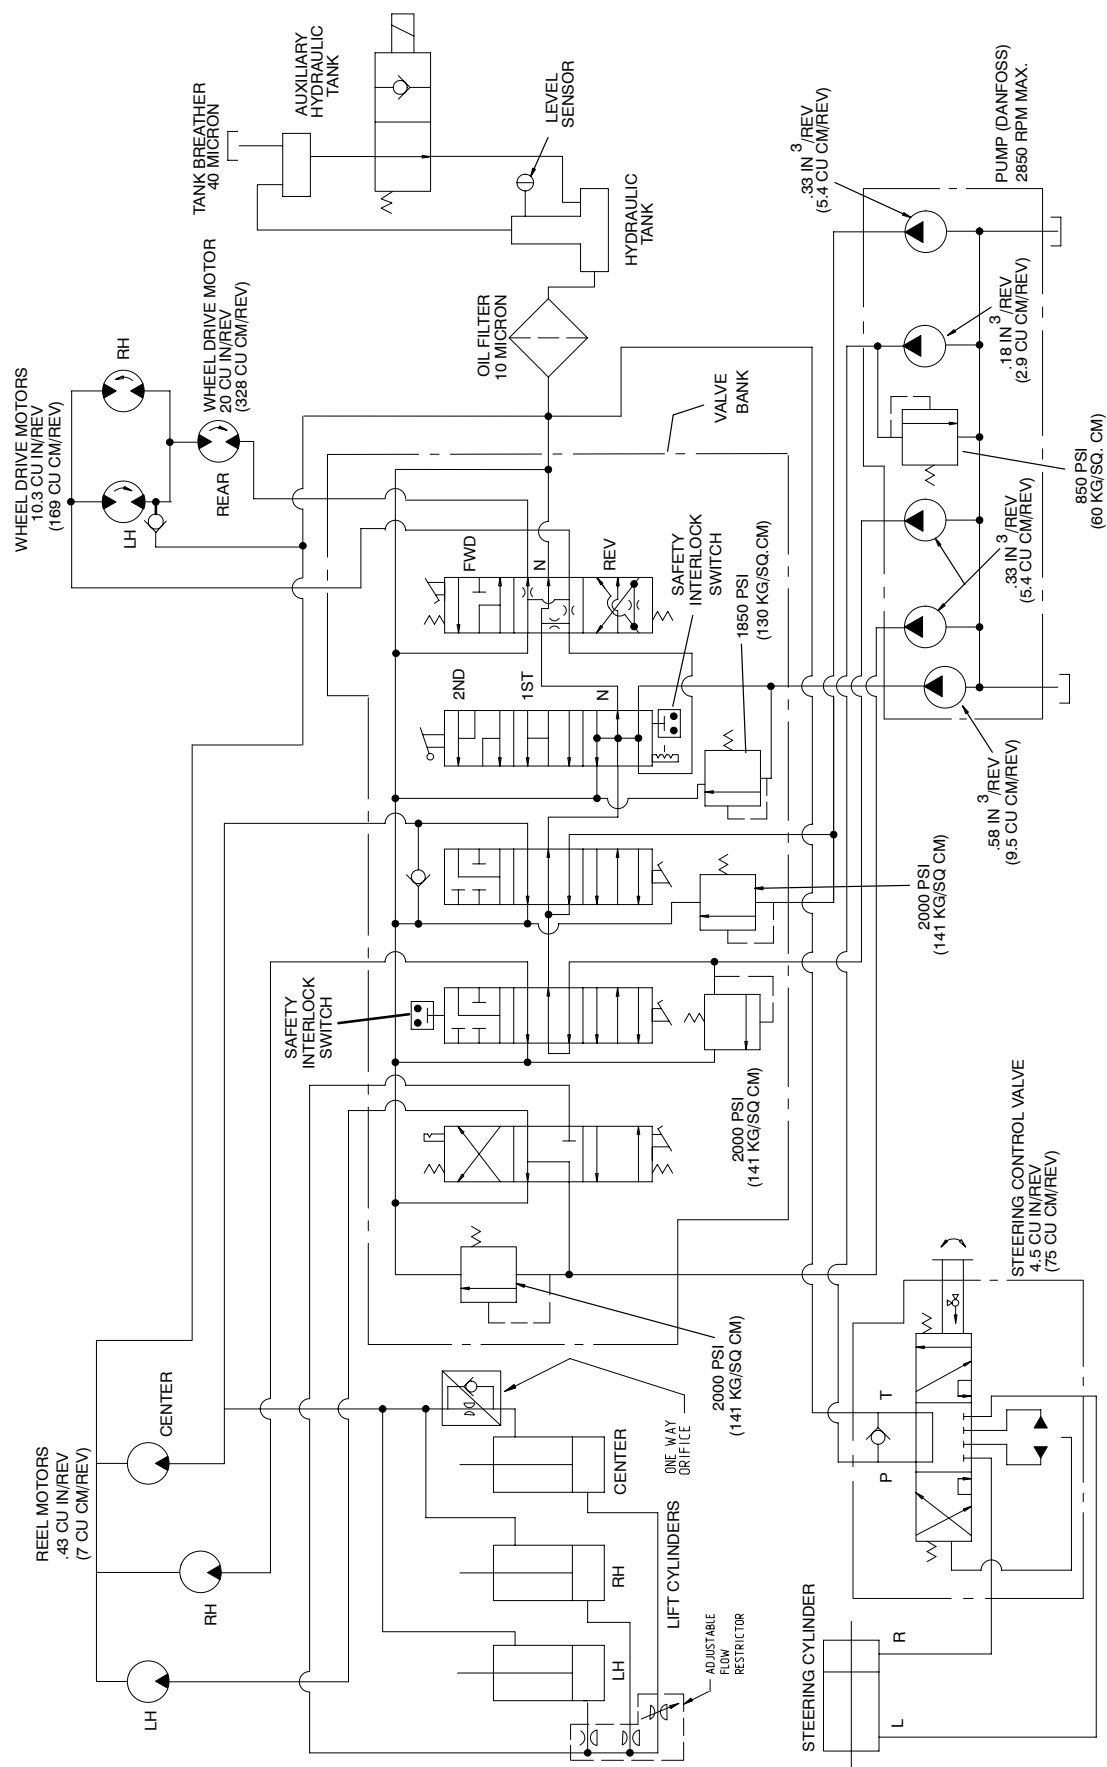 WHEEL DRIVE MOTORS
10.3 CU IN/REV
(169 CU CM/REV)
RH
LH
WHEEL DRIVE MOTOR
20 CU IN/REV
(328 CU CM/REV)
REAR
TANK BREATHER
40 MICRON
AUXILIARY
HYDRAULIC
TANK
LEVEL
SENSOR
HYDRAULIC
TANK
OIL FILTER
10 MICRON
VALVE
BANK
FWD
N
REV
SAFETY
INTERLOCK
SWITCH
2ND
1ST
N
1850 PSI
(130 KG/SQ.CM)
PUMP (DANFOSS)
2850 RPM MAX.
.33 IN 3/REV
(5.4 CU CM/REV)
.18 IN 3/REV
(2.9 CU CM/REV)
850 PSI
(60 KG/SQ. CM)
.33 IN 3/REV
(5.4 CU CM/REV)
.58 IN 3/REV
(9.5 CU CM/REV)
2000 PSI
(141 KG/SQ CM)
SAFETY
INTERLOCK
SWITCH
2000 PSI
(141 KG/SQ CM)
2000 PSI
(141 KG/SQ CM)
REEL MOTORS
.43 CU IN/REV
(7 CU CM/REV)
CENTER
RH
LH
ONE WAY
ORIFICE
CENTER
RH
LH
LIFT CYLINDERS
ADJUSTABLE
FLOW
RESTRICTOR
STEERING CONTROL VALVE
4.5 CU IN/REV
(75 CU CM/REV)
P
T
STEERING CYLINDER
L
R